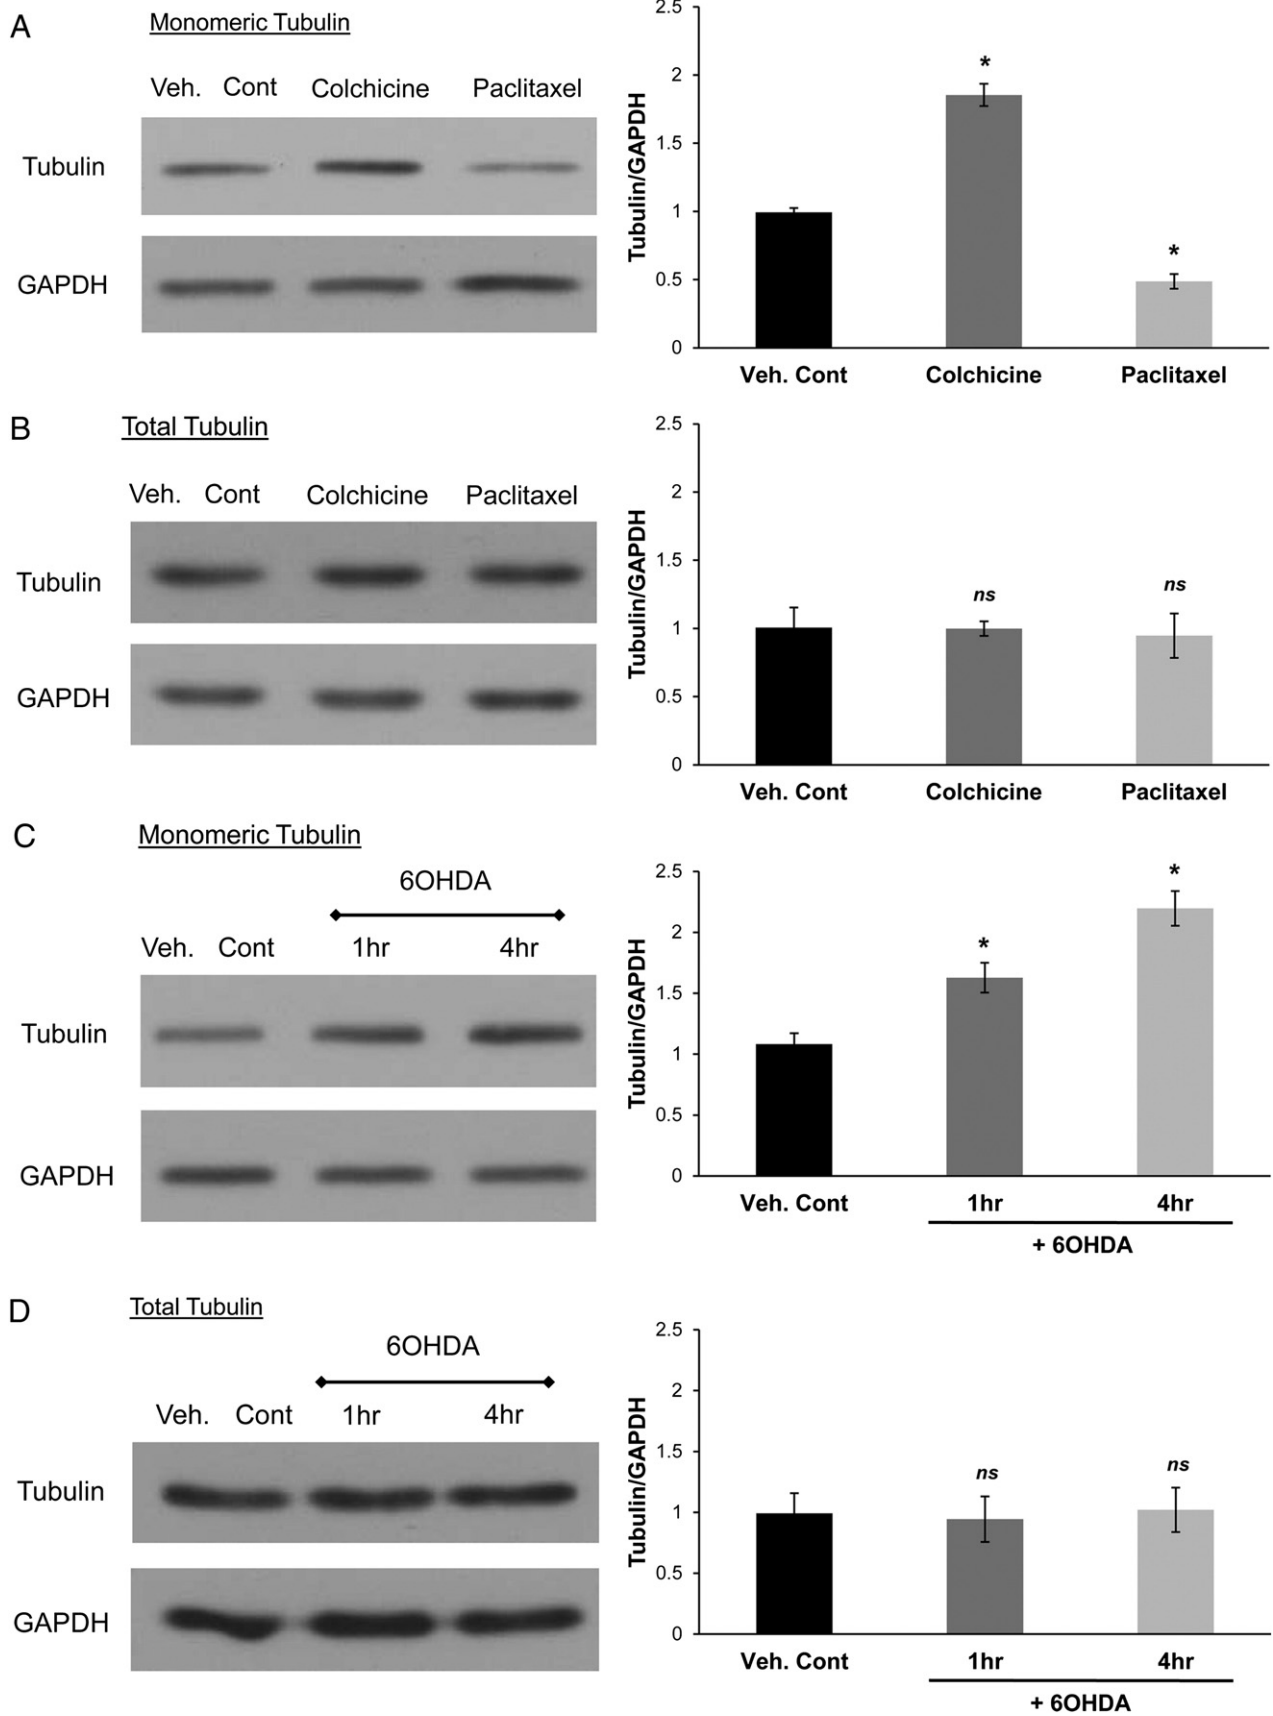 A
Monomeric Tubulin
Veh. Cont Colchicine Paclitaxel
Tubulin
GAPDH
2.5
2
1.5
1
0.5
0
Tubulin/GAPDH
*
*
Veh. Cont Colchicine Paclitaxel
B
Total Tubulin
Veh. Cont Colchicine Paclitaxel
Tubulin
GAPDH
2.5
2
1.5
1
0.5
0
Tubulin/GAPDH
ns
ns
Veh. Cont Colchicine Paclitaxel
C
Monomeric Tubulin
6OHDA
Veh. Cont 1hr 4hr
Tubulin
GAPDH
2.5
2
1.5
1
0.5
0
Tubulin/GAPDH
*
*
Veh. Cont 1hr 4hr
+ 6OHDA
D
Total Tubulin
6OHDA
Veh. Cont 1hr 4hr
Tubulin
GAPDH
2.5
2
1.5
1
0.5
0
Tubulin/GAPDH
ns
ns
Veh. Cont 1hr 4hr
+ 6OHDA